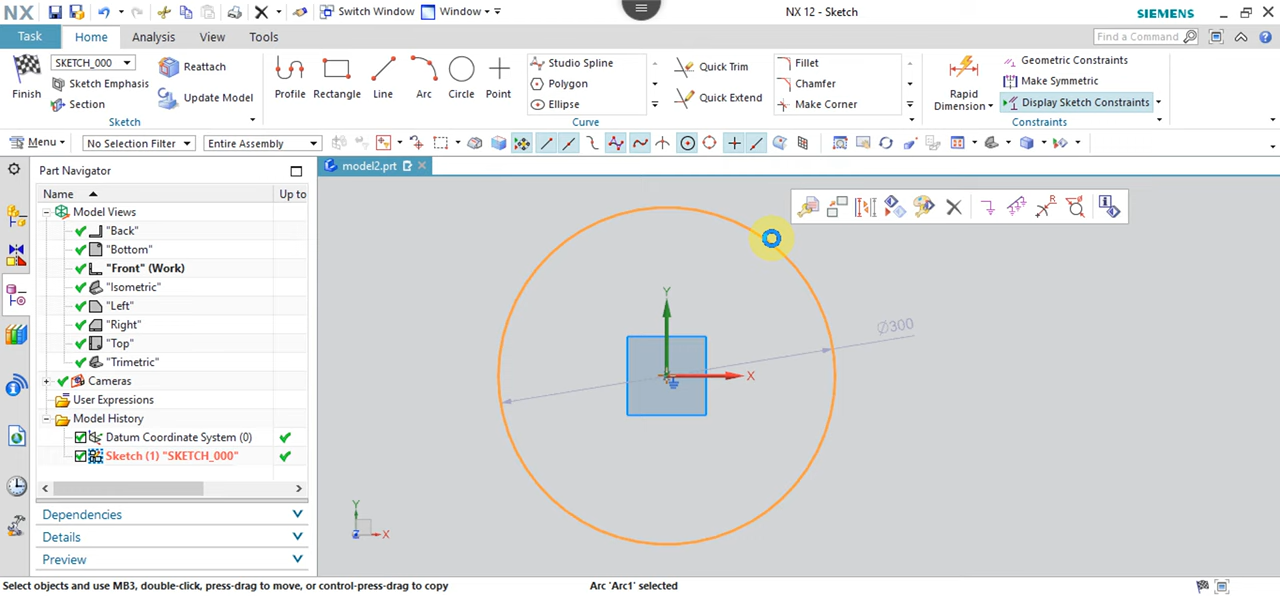 NX
Switch Window
Window
NX 12 - Sketch
SIEMENS
Task
Home
Analysis
View
Tools
Find a Command
Finish
SKETCH_000
Sketch Emphasis
Section
Reattach
Update Model
Sketch
Profile
Rectangle
Line
Arc
Circle
Point
Studio Spline
Polygon
Ellipse
Quick Trim
Quick Extend
Fillet
Chamfer
Make Corner
Curve
Rapid
Dimension
Geometric Constraints
Make Symmetric
Display Sketch Constraints
Constraints
Menu
No Selection Filter
Entire Assembly
Part Navigator
model2.prt
Name
Up to
Model Views
"Back"
"Bottom"
"Front" (Work)
"Isometric"
"Left"
"Right"
"Top"
"Trimetric"
Cameras
User Expressions
Model History
Datum Coordinate System (0)
Sketch (1) "SKETCH_000"
Dependencies
Details
Preview
Y
X
Ø300
Y
Z
X
Select objects and use MB3, double-click, press-drag to move, or control-press-drag to copy
Arc 'Arc1' selected